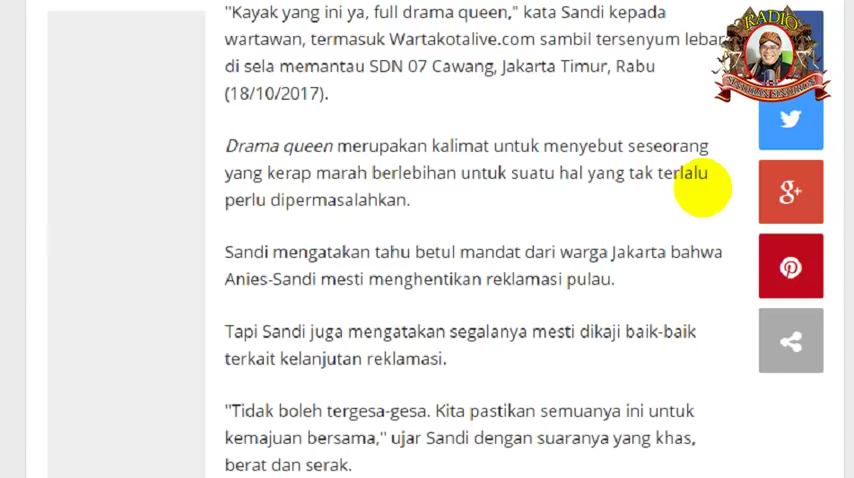 "Kayak yang ini ya, full drama queen," kata Sandi kepada
wartawan, termasuk Wartakotalive.com sambil tersenyum lebar
di sela memantau SDN 07 Cawang, Jakarta Timur, Rabu
(18/10/2017).
Drama queen merupakan kalimat untuk menyebut seseorang
yang kerap marah berlebihan untuk suatu hal yang tak terlalu
perlu dipermasalahkan.
Sandi mengatakan tahu betul mandat dari warga Jakarta bahwa
Anies-Sandi mesti menghentikan reklamasi pulau.
Tapi Sandi juga mengatakan segalanya mesti dikaji baik-baik
terkait kelanjutan reklamasi.
"Tidak boleh tergesa-gesa. Kita pastikan semuanya ini untuk
kemajuan bersama," ujar Sandi dengan suaranya yang khas,
berat dan serak.
RADIO
g+